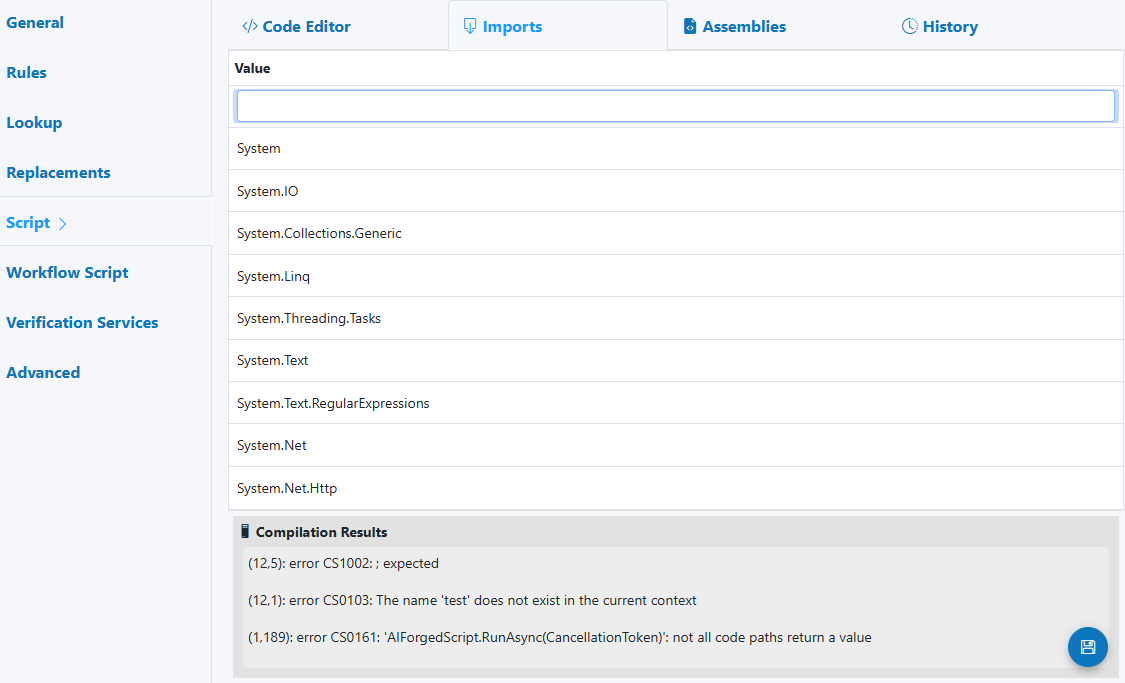 General
Rules
Lookup
Replacements
Script
Workflow Script
Verification Services
Advanced
Code Editor
Imports
Assemblies
History
Value
System
System.IO
System.Collections.Generic
System.Linq
System.Threading.Tasks
System.Text
System.Text.RegularExpressions
System.Net
System.Net.Http
Compilation Results
(12,5): error CS1002: ; expected
(12,1): error CS0103: The name 'test' does not exist in the current context
(1,189): error CS0161: 'AIForgedScript.RunAsync(CancellationToken)': not all code paths return a value